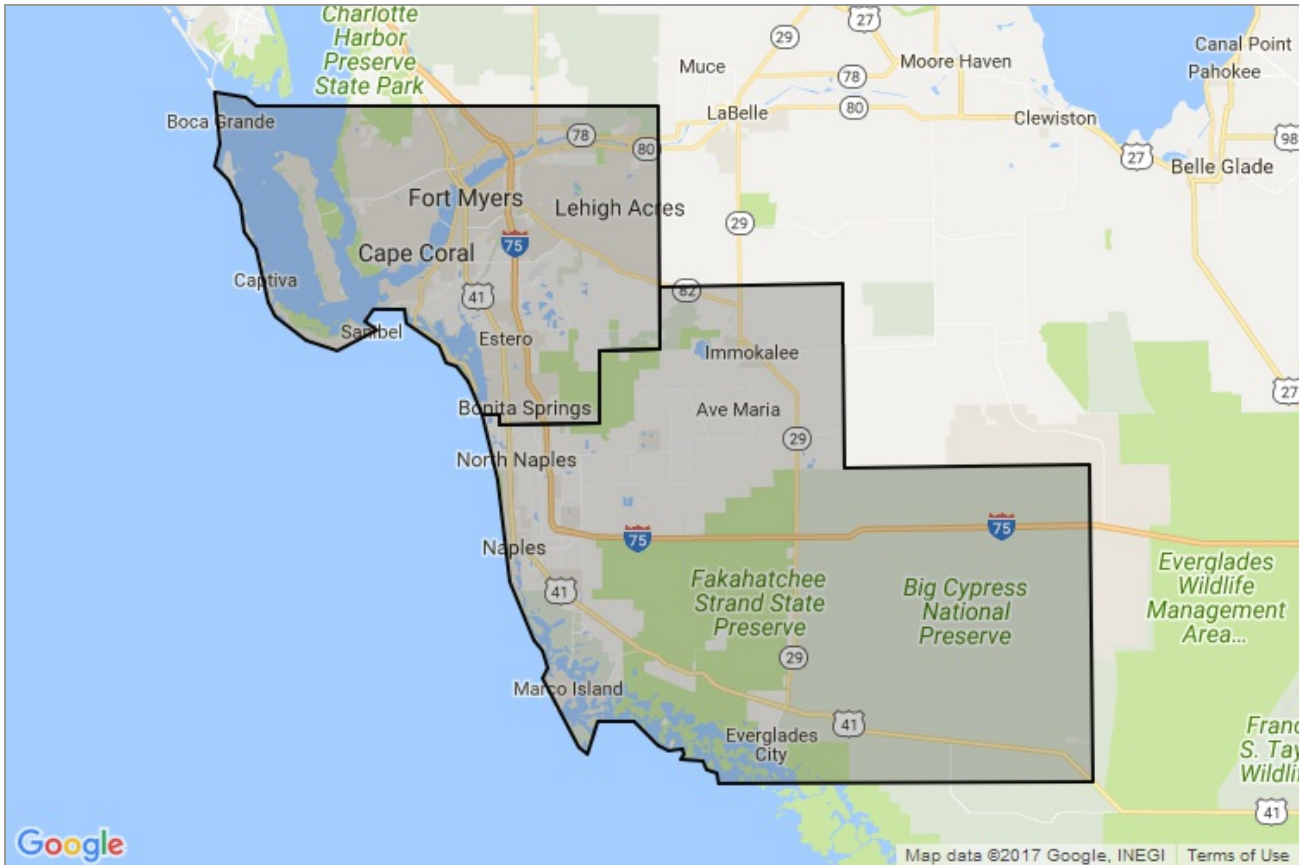 Charlotte
Harbor
Preserve
State Park
27
29
Canal Point
Muce
Moore Haven
Pahokee
78
Boca Grande
LaBelle
80
Clewiston
78
80
27
98
Belle Glade
Fort Myers
Lehigh Acres
29
75
Cape Coral
Captiva
41
82
Sanibel
Estero
Immokalee
27
Bonita Springs
Ave Maria
29
North Naples
75
75
Naples
Everglades
Wildlife
Management
Area...
41
Fakahatchee
Strand State
Preserve
Big Cypress
National
Preserve
29
Marco Island
Everglades
City
41
Franc
S. Tay
Wildli
41
Google
Map data ©2017 Google, INEGI
Terms of Use